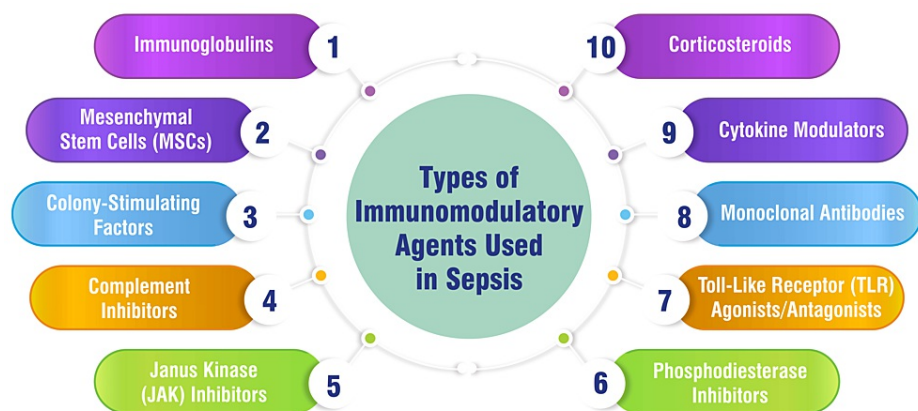 Types of
Immunomodulatory
Agents Used
in Sepsis
Immunoglobulins
1
Mesenchymal
Stem Cells (MSCs)
2
Colony-Stimulating
Factors
3
Complement
Inhibitors
4
Janus Kinase
(JAK) Inhibitors
5
6
Phosphodiesterase
Inhibitors
7
Toll-Like Receptor (TLR)
Agonists/Antagonists
8
Monoclonal Antibodies
9
Cytokine Modulators
10
Corticosteroids